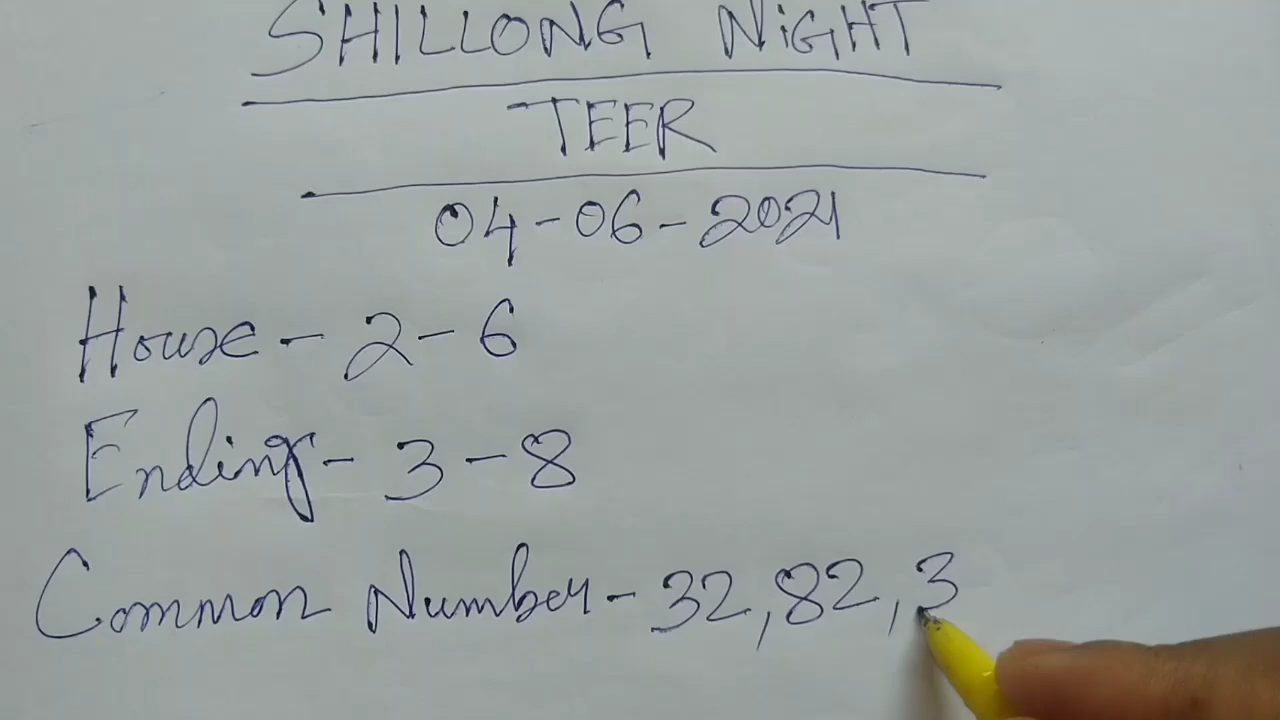 SHILLONG NiGHT
TEER
04-06-2021
House - 2 - 6
Ending - 3 - 8
Common Number - 32, 82, 3